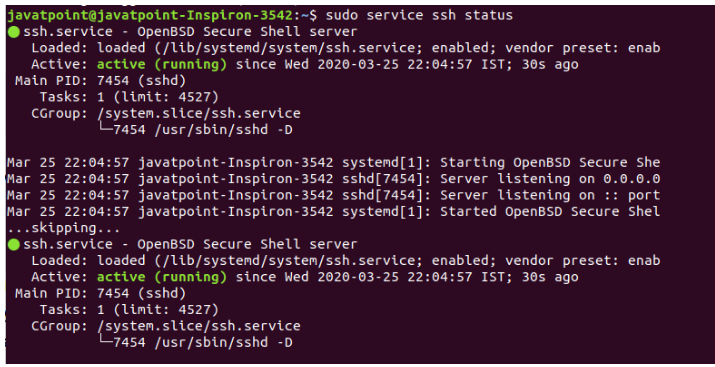 javatpoint@javatpoint-Inspiron-3542:~$ sudo service ssh status
● ssh.service - OpenBSD Secure Shell server
   Loaded: loaded (/lib/systemd/system/ssh.service; enabled; vendor preset: enab
   Active: active (running) since Wed 2020-03-25 22:04:57 IST; 30s ago
 Main PID: 7454 (sshd)
    Tasks: 1 (limit: 4527)
   CGroup: /system.slice/ssh.service
           └─7454 /usr/sbin/sshd -D

Mar 25 22:04:57 javatpoint-Inspiron-3542 systemd[1]: Starting OpenBSD Secure She
Mar 25 22:04:57 javatpoint-Inspiron-3542 sshd[7454]: Server listening on 0.0.0.0
Mar 25 22:04:57 javatpoint-Inspiron-3542 sshd[7454]: Server listening on :: port
Mar 25 22:04:57 javatpoint-Inspiron-3542 systemd[1]: Started OpenBSD Secure Shel
...skipping...
● ssh.service - OpenBSD Secure Shell server
   Loaded: loaded (/lib/systemd/system/ssh.service; enabled; vendor preset: enab
   Active: active (running) since Wed 2020-03-25 22:04:57 IST; 30s ago
 Main PID: 7454 (sshd)
    Tasks: 1 (limit: 4527)
   CGroup: /system.slice/ssh.service
           └─7454 /usr/sbin/sshd -D